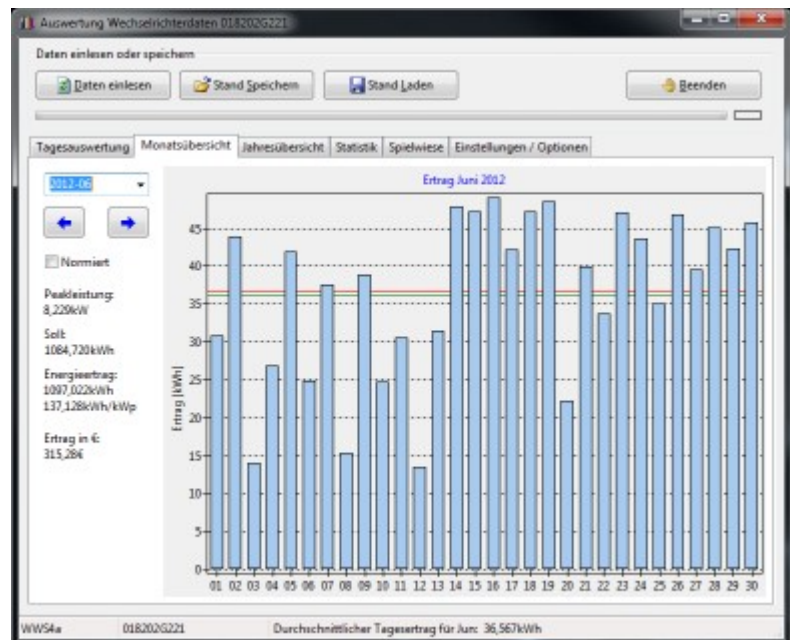 Auswertung Wechselrichterdaten 018202G221
Daten einlesen oder speichern
Daten einlesen
Stand Speichern
Stand Laden
Beenden
Tagesauswertung Monatsübersicht Jahresübersicht Statistik Spielwiese Einstellungen / Optionen
2012-06
Normiert
Peakleistung:
8,229kW
Soll:
1084,720kWh
Energieertrag:
1097,022kWh
137,128kWh/kWp
Ertrag in €:
315,28€
Ertrag Juni 2012
Ertrag [kWh]
45
40
35
30
25
20
15
10
5
0
01 02 03 04 05 06 07 08 09 10 11 12 13 14 15 16 17 18 19 20 21 22 23 24 25 26 27 28 29 30
WWS4a 018202G221 Durchschnittlicher Tagesertrag für Jun: 36,567kWh